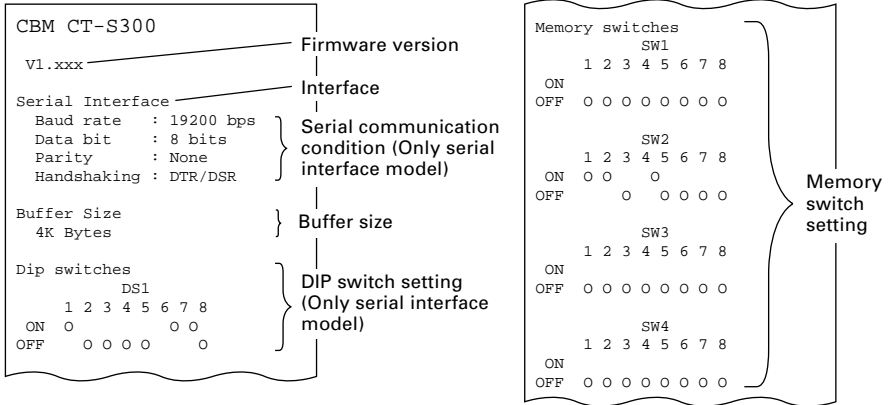 CBM CT-S300
V1.xxx
Firmware version
Serial Interface
Interface
Baud rate : 19200 bps
Data bit : 8 bits
Parity : None
Handshaking : DTR/DSR
Serial communication
condition (Only serial
interface model)
Buffer Size
4K Bytes
Buffer size
Dip switches
DS1
1 2 3 4 5 6 7 8
ON O         O O
OFF   O O O O     O
DIP switch setting
(Only serial interface
model)
Memory switches
SW1
1 2 3 4 5 6 7 8
ON
OFF O O O O O O O O
SW2
1 2 3 4 5 6 7 8
ON O O   O
OFF     O   O O O O
SW3
1 2 3 4 5 6 7 8
ON
OFF O O O O O O O O
SW4
1 2 3 4 5 6 7 8
ON
OFF O O O O O O O O
Memory
switch
setting